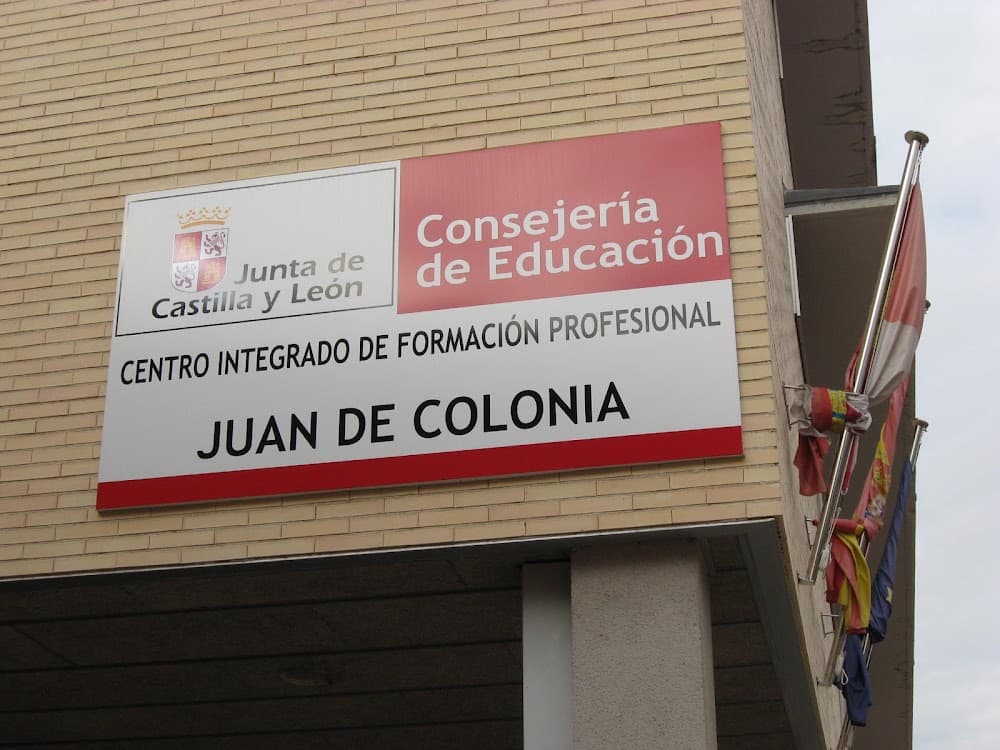 Junta de
Castilla y León
Consejería
de Educación
CENTRO INTEGRADO DE FORMACIÓN PROFESIONAL
JUAN DE COLONIA